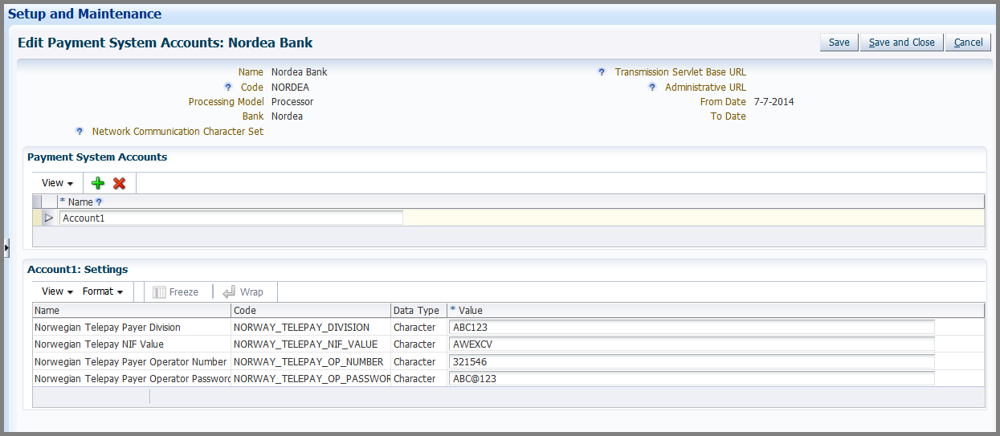 Setup and Maintenance
Edit Payment System Accounts: Nordea Bank
Save
Save and Close
Cancel
Name Nordea Bank
? Code NORDEA
Processing Model Processor
Bank Nordea
? Network Communication Character Set
? Transmission Servlet Base URL
? Administrative URL
From Date 7-7-2014
To Date
Payment System Accounts
View
* Name ?
Account1
Account1: Settings
View Format Freeze Wrap
Name Code Data Type * Value
Norwegian Telepay Payer Division NORWAY_TELEPAY_DIVISION Character ABC123
Norwegian Telepay NIF Value NORWAY_TELEPAY_NIF_VALUE Character AWEXCV
Norwegian Telepay Payer Operator Number NORWAY_TELEPAY_OP_NUMBER Character 321546
Norwegian Telepay Payer Operator Password NORWAY_TELEPAY_OP_PASSWOR Character ABC@123